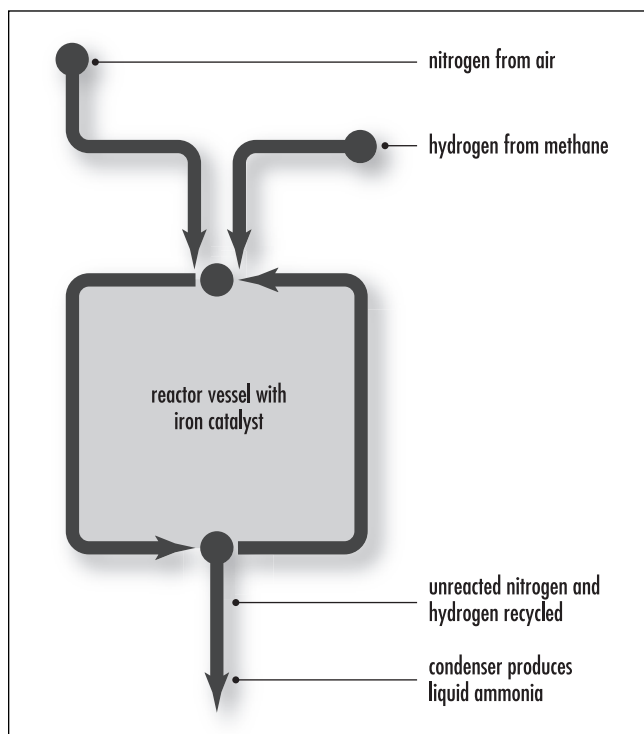 nitrogen from air
hydrogen from methane
reactor vessel with
iron catalyst
unreacted nitrogen and
hydrogen recycled
condenser produces
liquid ammonia